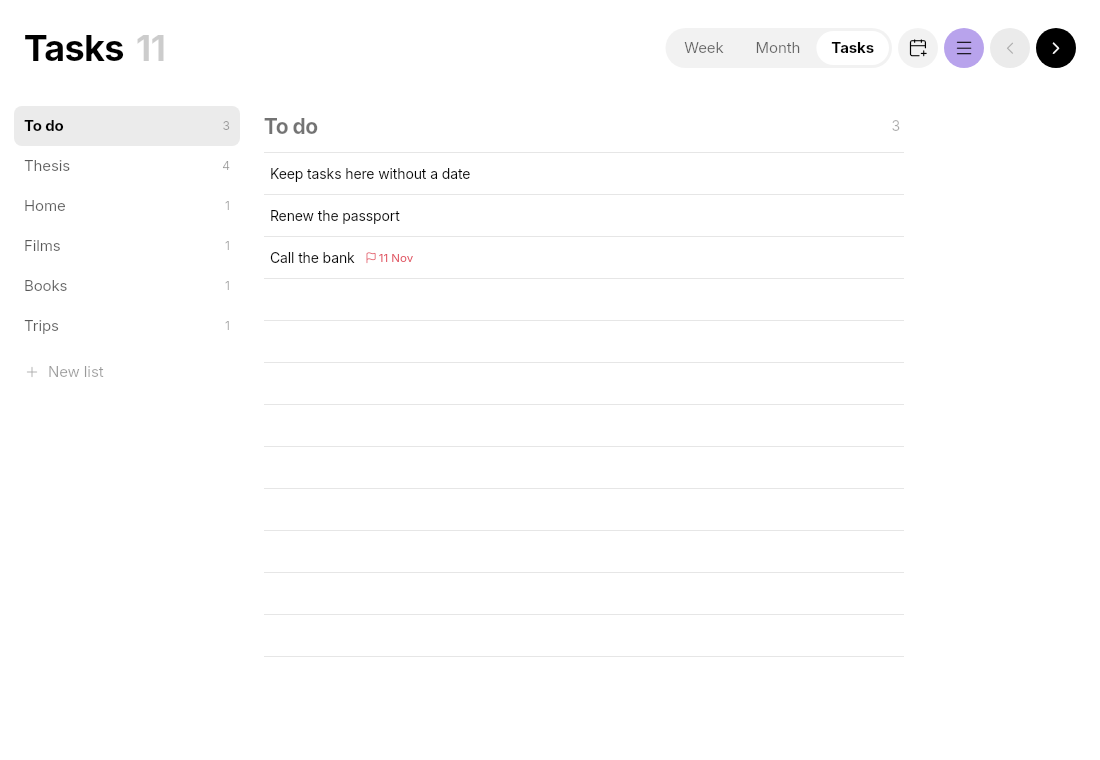 Tasks 11
Week Month Tasks
To do 3
Thesis 4
Home 1
Films 1
Books 1
Trips 1
New list
To do 3
Keep tasks here without a date
Renew the passport
Call the bank 11 Nov